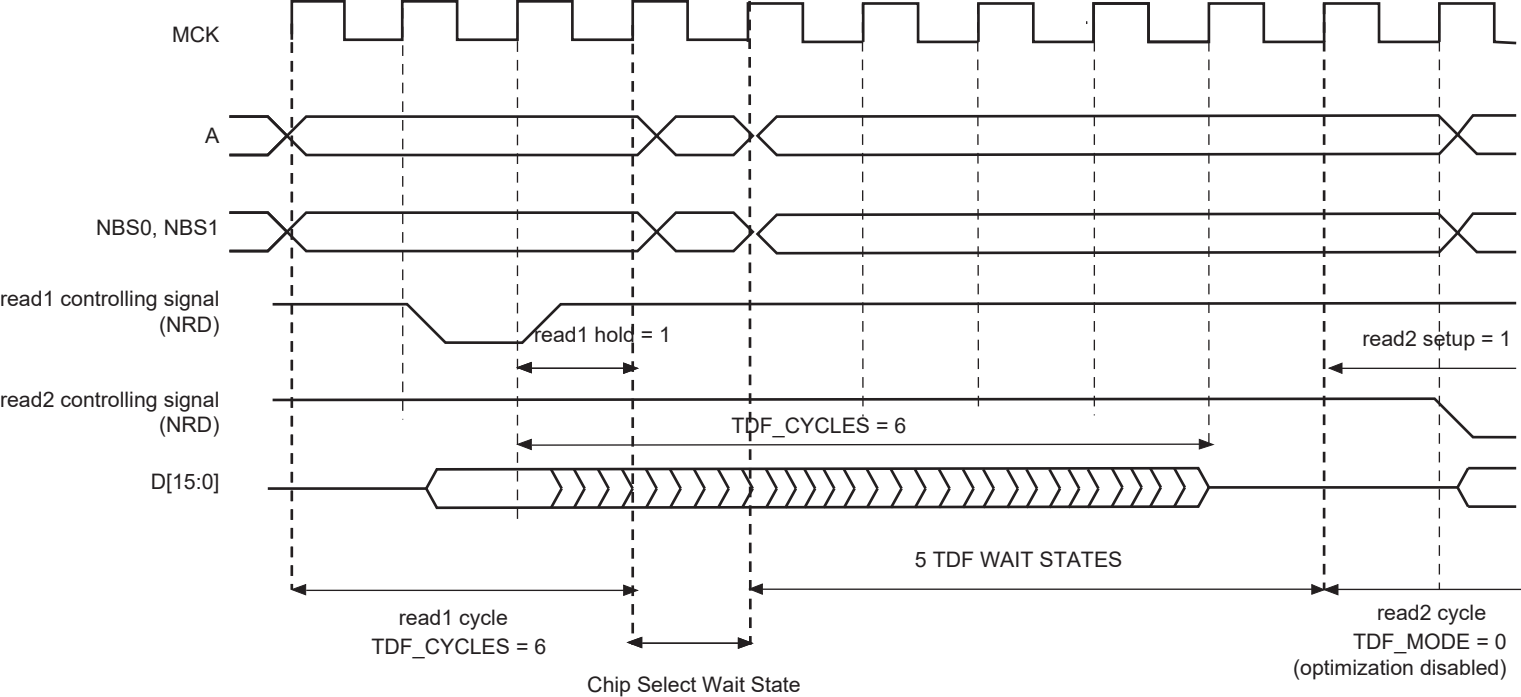 MCK
A
NBS0, NBS1
read1 controlling signal
(NRD)
read1 hold = 1
read2 setup = 1
read2 controlling signal
(NRD)
TDF_CYCLES = 6
D[15:0]
5 TDF WAIT STATES
read1 cycle
TDF_CYCLES = 6
read2 cycle
TDF_MODE = 0
(optimization disabled)
Chip Select Wait State